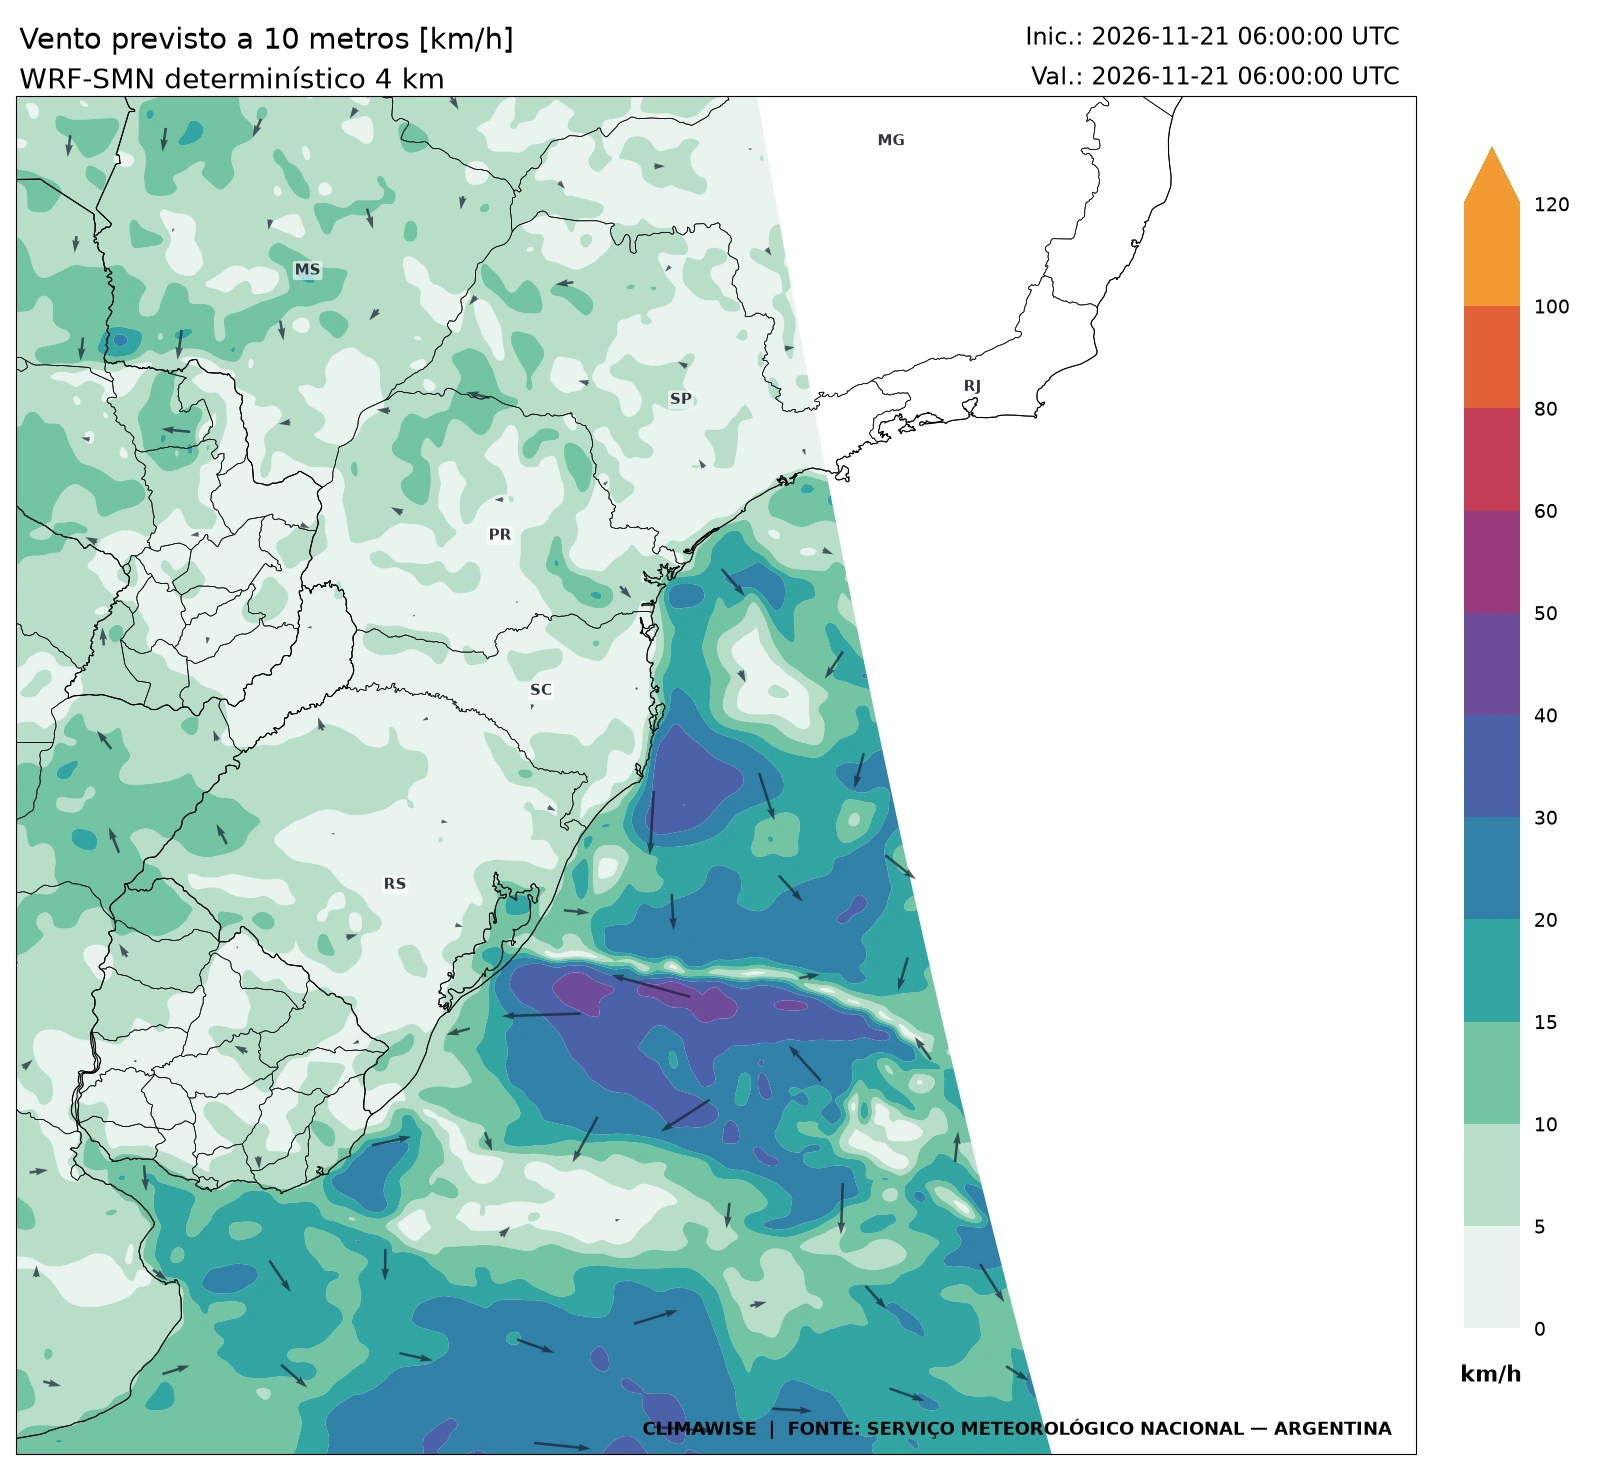 Vento previsto a 10 metros [km/h]
WRF-SMN determinístico 4 km
Inic.: 2026-11-21 06:00:00 UTC
Val.: 2026-11-21 06:00:00 UTC
MG
MS
RJ
SP
PR
SC
RS
120
100
80
60
50
40
30
20
15
10
5
0
km/h
CLIMAWISE | FONTE: SERVIÇO METEOROLÓGICO NACIONAL — ARGENTINA